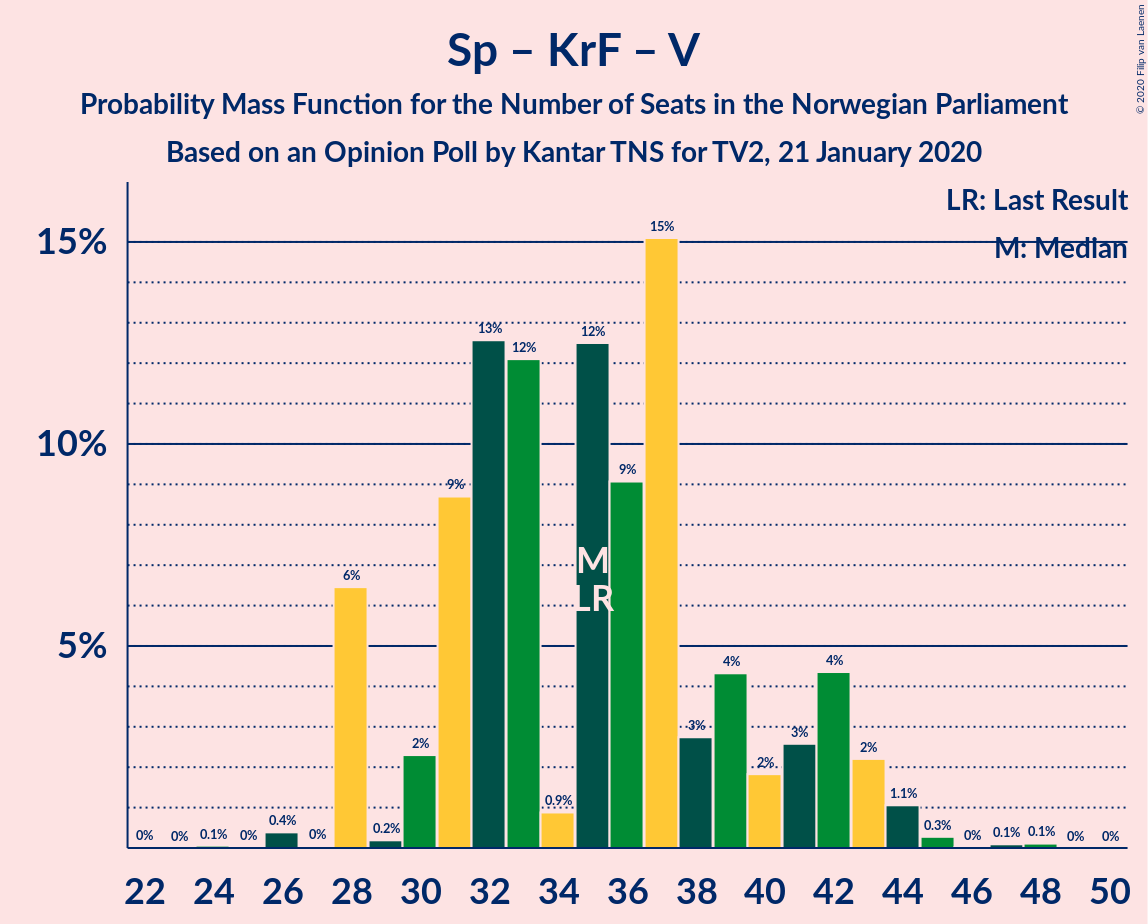 Sp – KrF – V
Probability Mass Function for the Number of Seats in the Norwegian Parliament
Based on an Opinion Poll by Kantar TNS for TV2, 21 January 2020
© 2020 Filip van Laenen
LR: Last Result
M: Median
15%
10%
5%
0% 0% 0.1% 0% 0.4% 0% 6% 0.2% 2% 9% 13% 12% 0.9% 12% 9% 15% 3% 4% 2% 3% 4% 2% 1.1% 0.3% 0% 0.1% 0.1% 0% 0%
M
LR
22 24 26 28 30 32 34 36 38 40 42 44 46 48 50